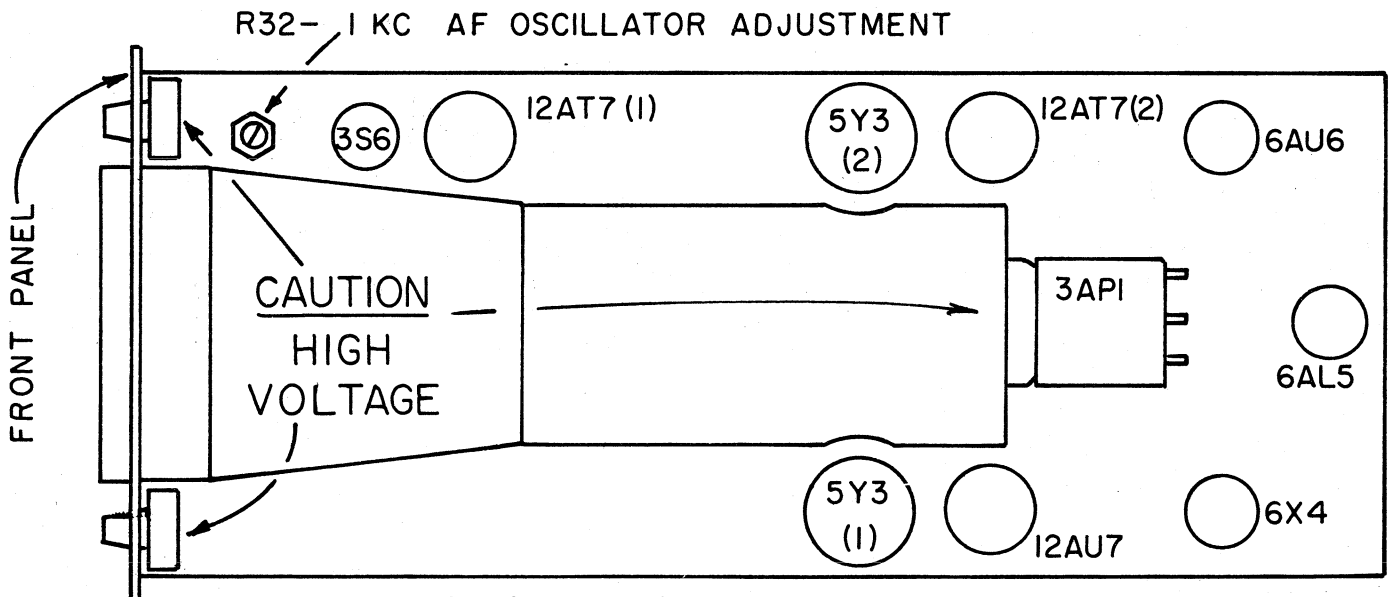 R32- 1 KC AF OSCILLATOR ADJUSTMENT
3S6
12AT7 (1)
5Y3
(2)
12AT7(2)
6AU6
FRONT PANEL
CAUTION
HIGH
VOLTAGE
3AP1
6AL5
5Y3
(1)
12AU7
6X4